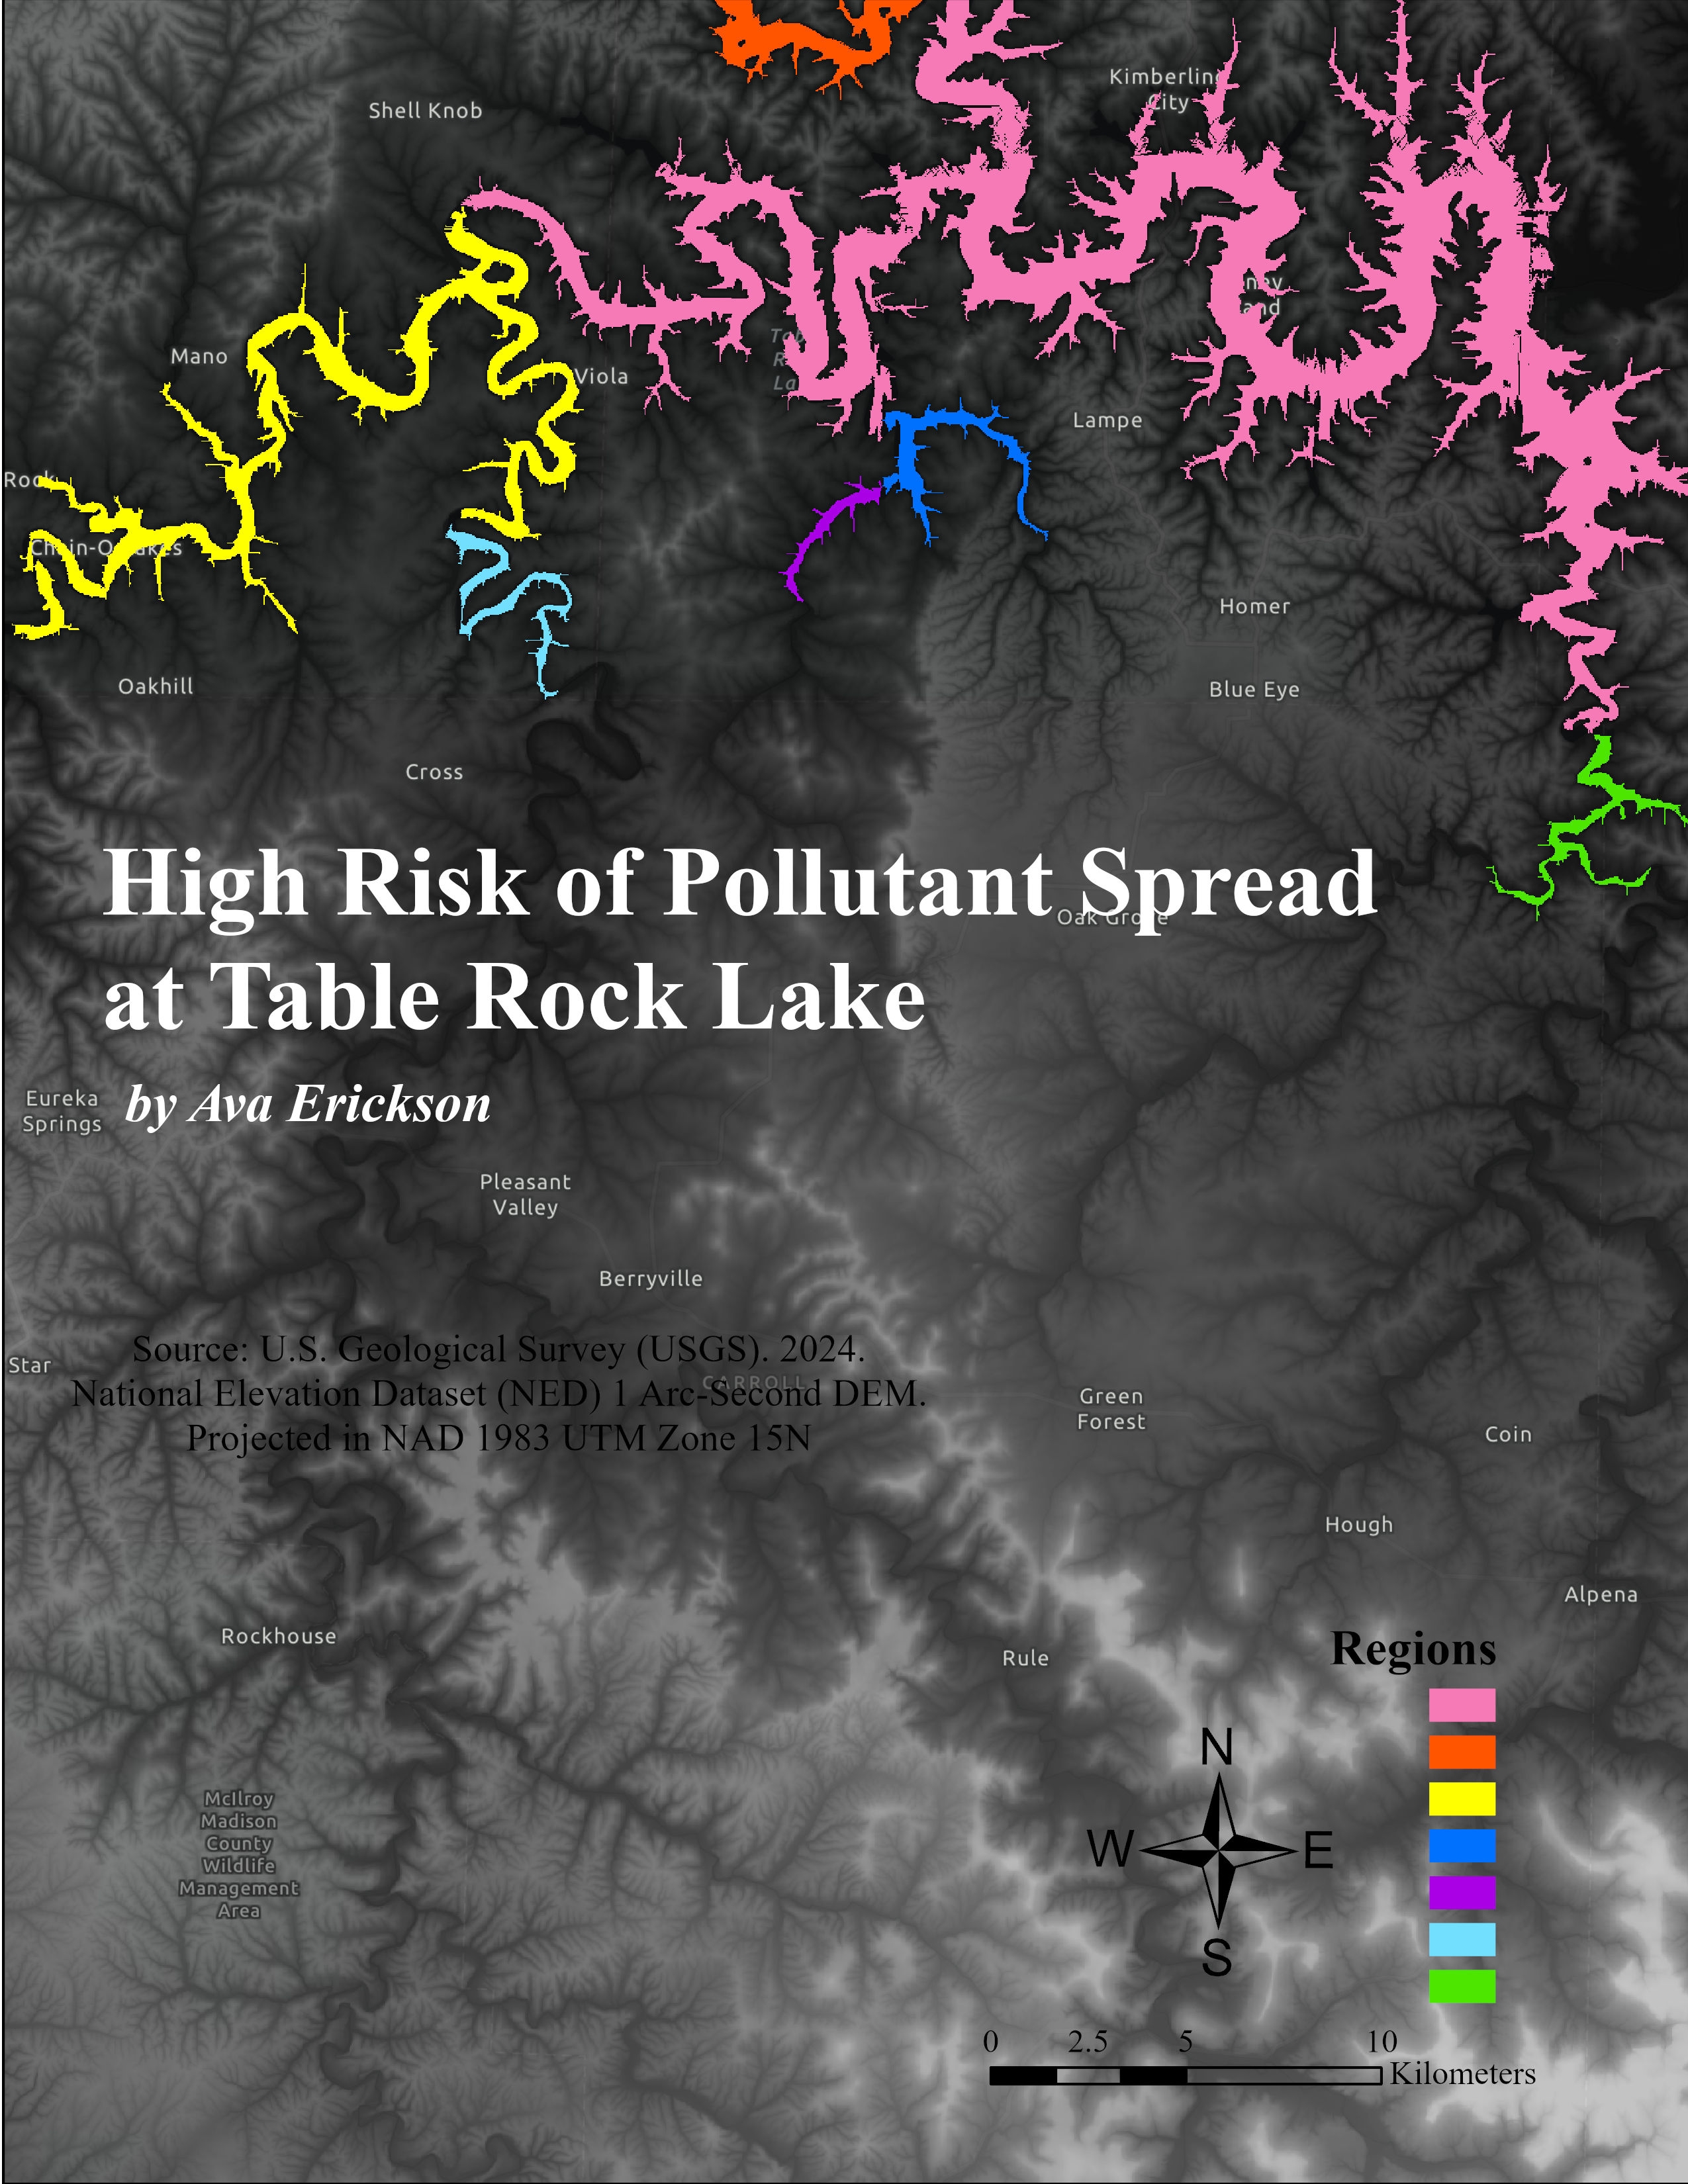 Kimberling
City
Shell Knob
Mano
Viola
Lampe
Rock
Homer
Oakhill
Blue Eye
Cross
High Risk of Pollutant Spread
Oak Grove
at Table Rock Lake
Eureka
Springs
by Ava Erickson
Pleasant
Valley
Berryville
Source: U.S. Geological Survey (USGS). 2024.
Star
CARROLL
National Elevation Dataset (NED) 1 Arc-Second DEM.
Green
Forest
Projected in NAD 1983 UTM Zone 15N
Coin
Hough
Alpena
Rockhouse
Regions
Rule
N
McIlroy
Madison
County
Wildlife
Management
Area
W E
S
0 2.5 5 10
Kilometers